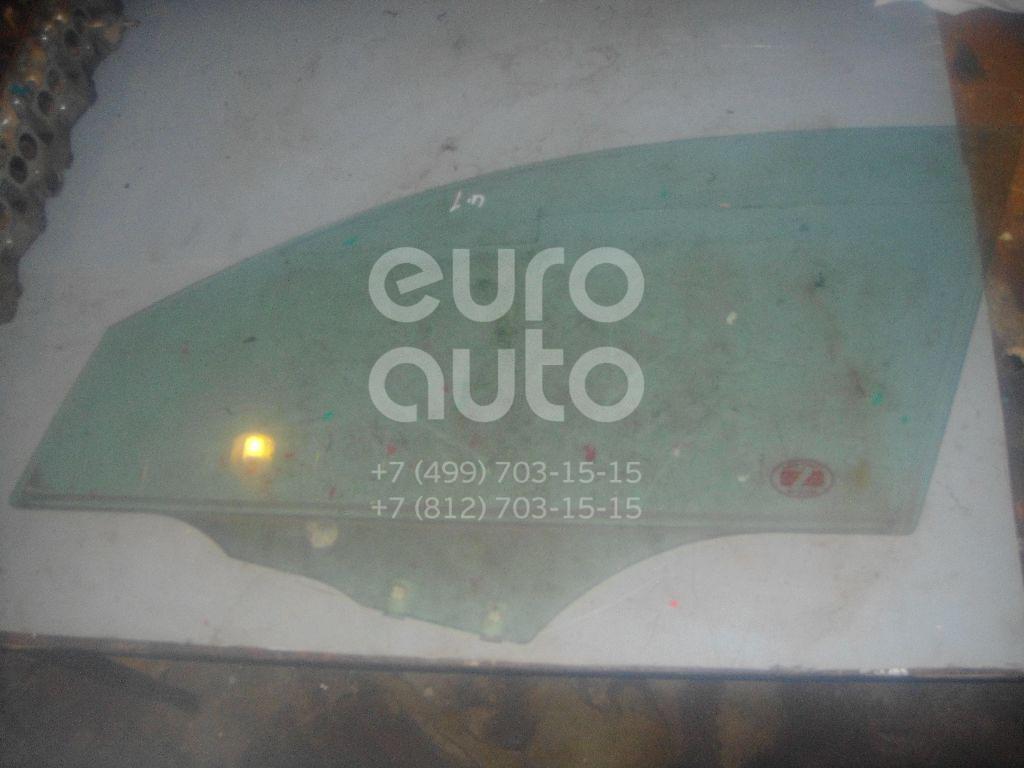 euro
auto
+7 (499) 703-15-15
+7 (812) 703-15-15